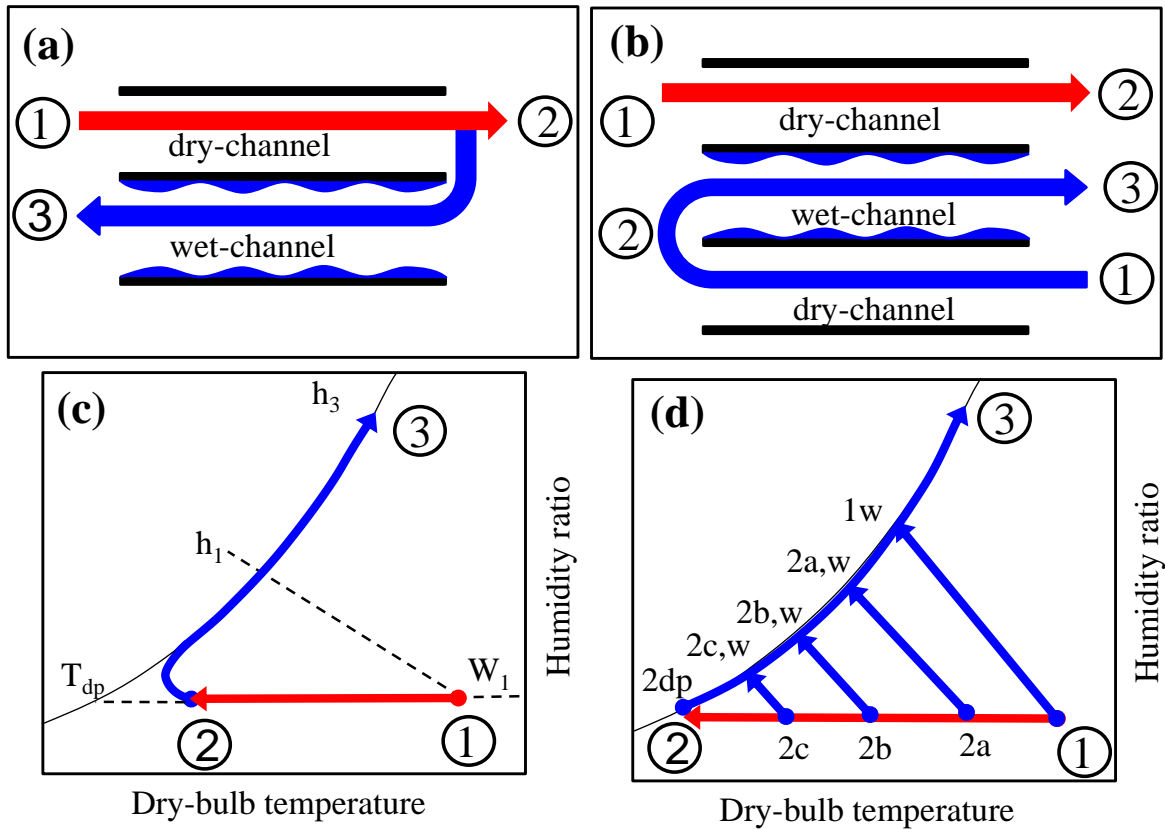 (a)
1
2
dry-channel
3
wet-channel
(b)
1
2
dry-channel
3
2
wet-channel
1
dry-channel
(c)
h3
3
h1
Tdp
W1
2
1
Humidity ratio
Dry-bulb temperature
(d)
3
1w
2a,w
2b,w
2c,w
2dp
2
2c
2b
2a
1
Humidity ratio
Dry-bulb temperature